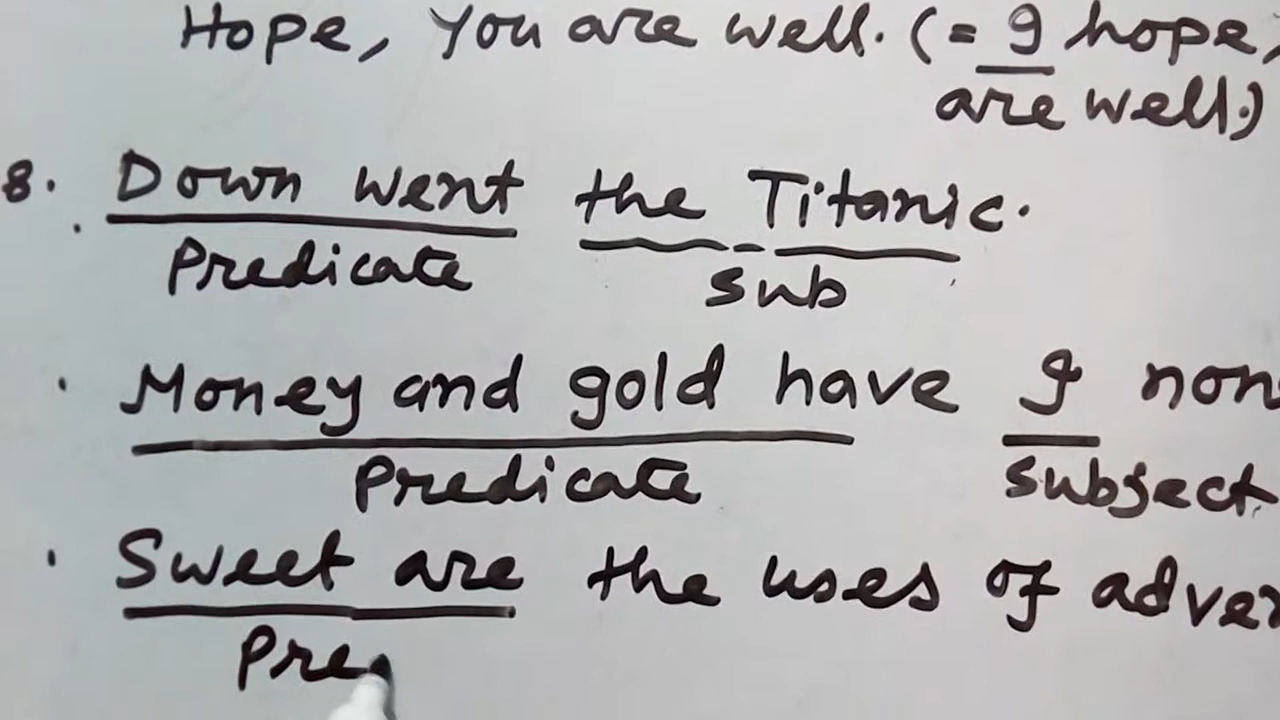 Hope, You are well. (= I hope,
are well.)
8. Down went the Titanic.
Predicate Sub
Money and gold have I non
Predicate Subject.
Sweet are the uses of adver
Pre